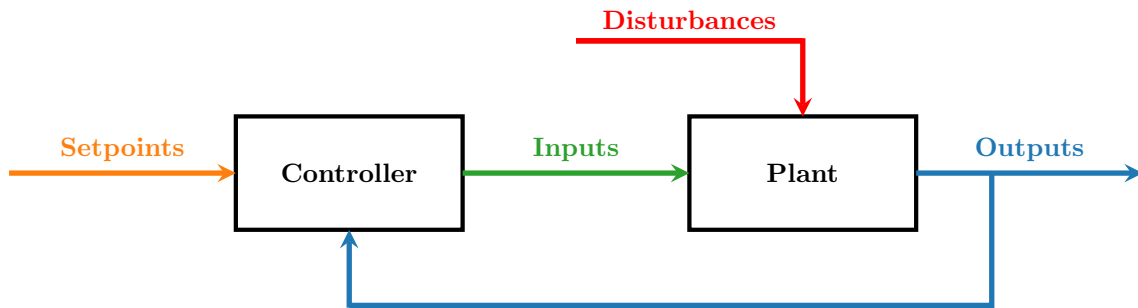 Disturbances
Setpoints
Controller
Inputs
Plant
Outputs